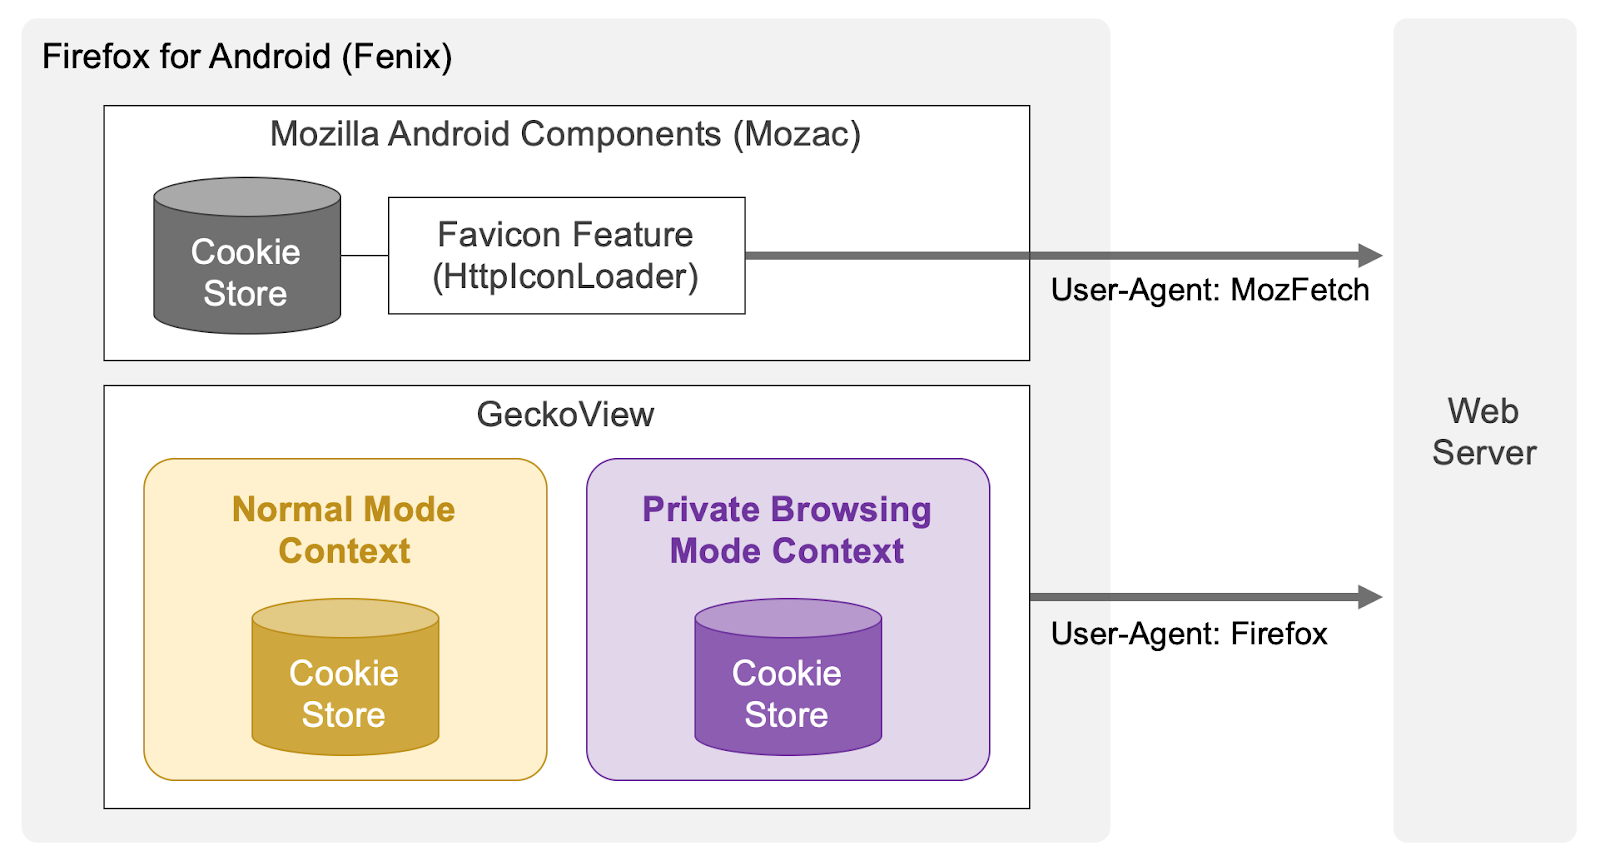 Firefox for Android (Fenix)
Mozilla Android Components (Mozac)
Cookie
Store
Favicon Feature
(HttpIconLoader)
User-Agent: MozFetch
GeckoView
Normal Mode
Context
Cookie
Store
Private Browsing
Mode Context
Cookie
Store
User-Agent: Firefox
Web
Server